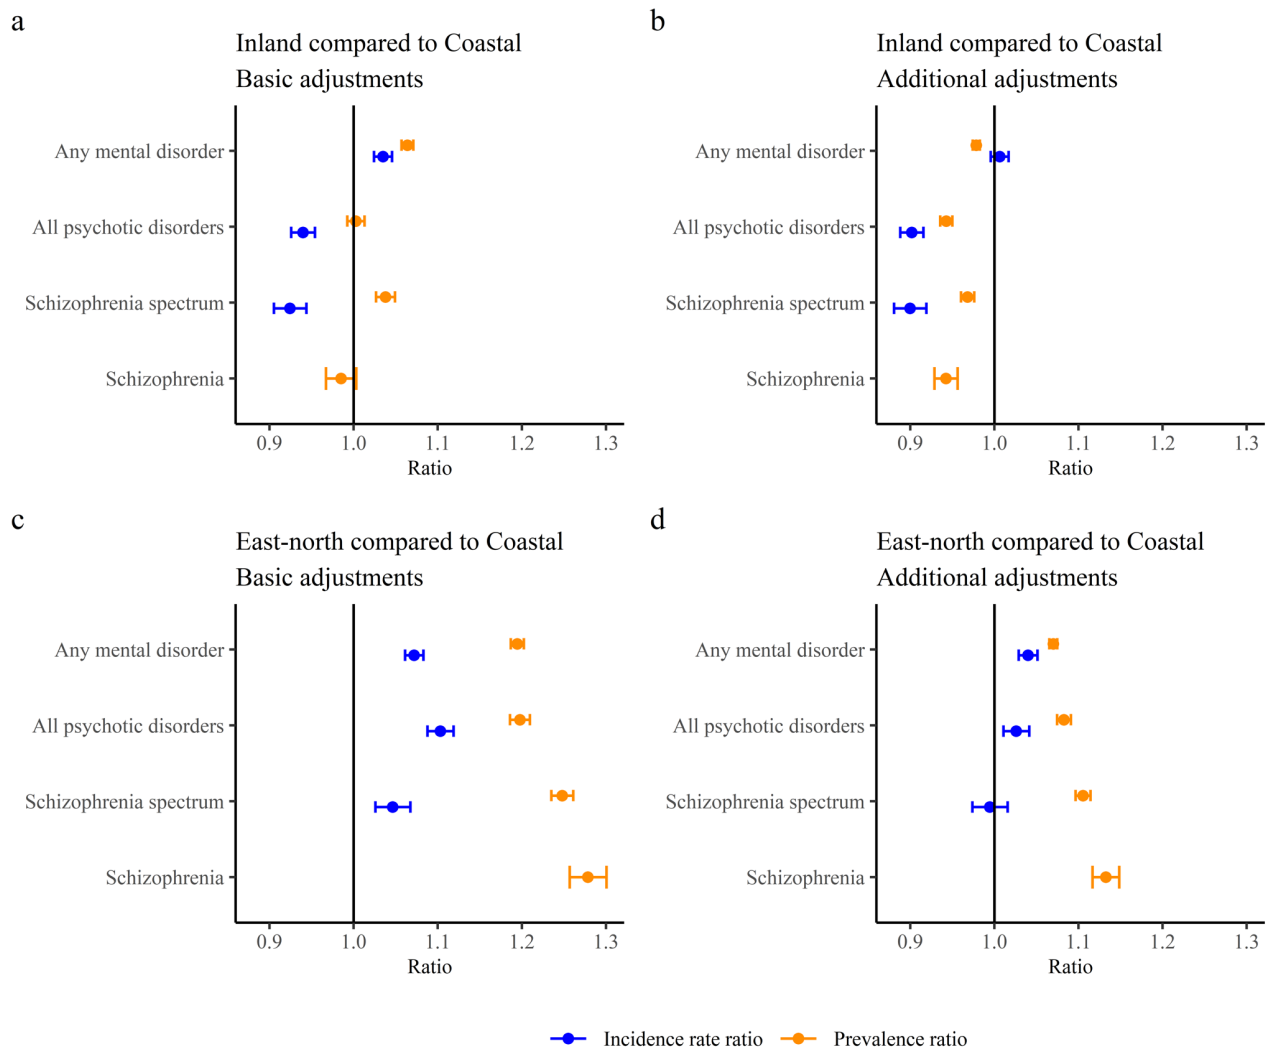 a
Inland compared to Coastal
Basic adjustments
Any mental disorder
All psychotic disorders
Schizophrenia spectrum
Schizophrenia
0.9 1.0 1.1 1.2 1.3
Ratio
b
Inland compared to Coastal
Additional adjustments
Any mental disorder
All psychotic disorders
Schizophrenia spectrum
Schizophrenia
0.9 1.0 1.1 1.2 1.3
Ratio
c
East-north compared to Coastal
Basic adjustments
Any mental disorder
All psychotic disorders
Schizophrenia spectrum
Schizophrenia
0.9 1.0 1.1 1.2 1.3
Ratio
d
East-north compared to Coastal
Additional adjustments
Any mental disorder
All psychotic disorders
Schizophrenia spectrum
Schizophrenia
0.9 1.0 1.1 1.2 1.3
Ratio
Incidence rate ratio Prevalence ratio